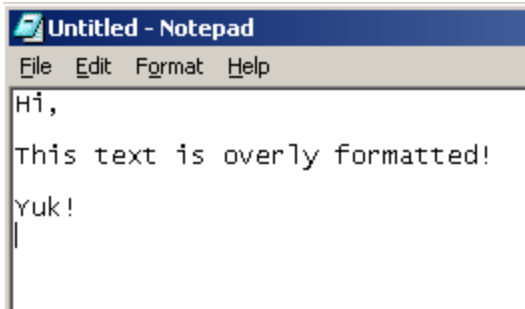 Untitled - Notepad
File Edit Format Help
Hi,
This text is overly formatted!
Yuk!